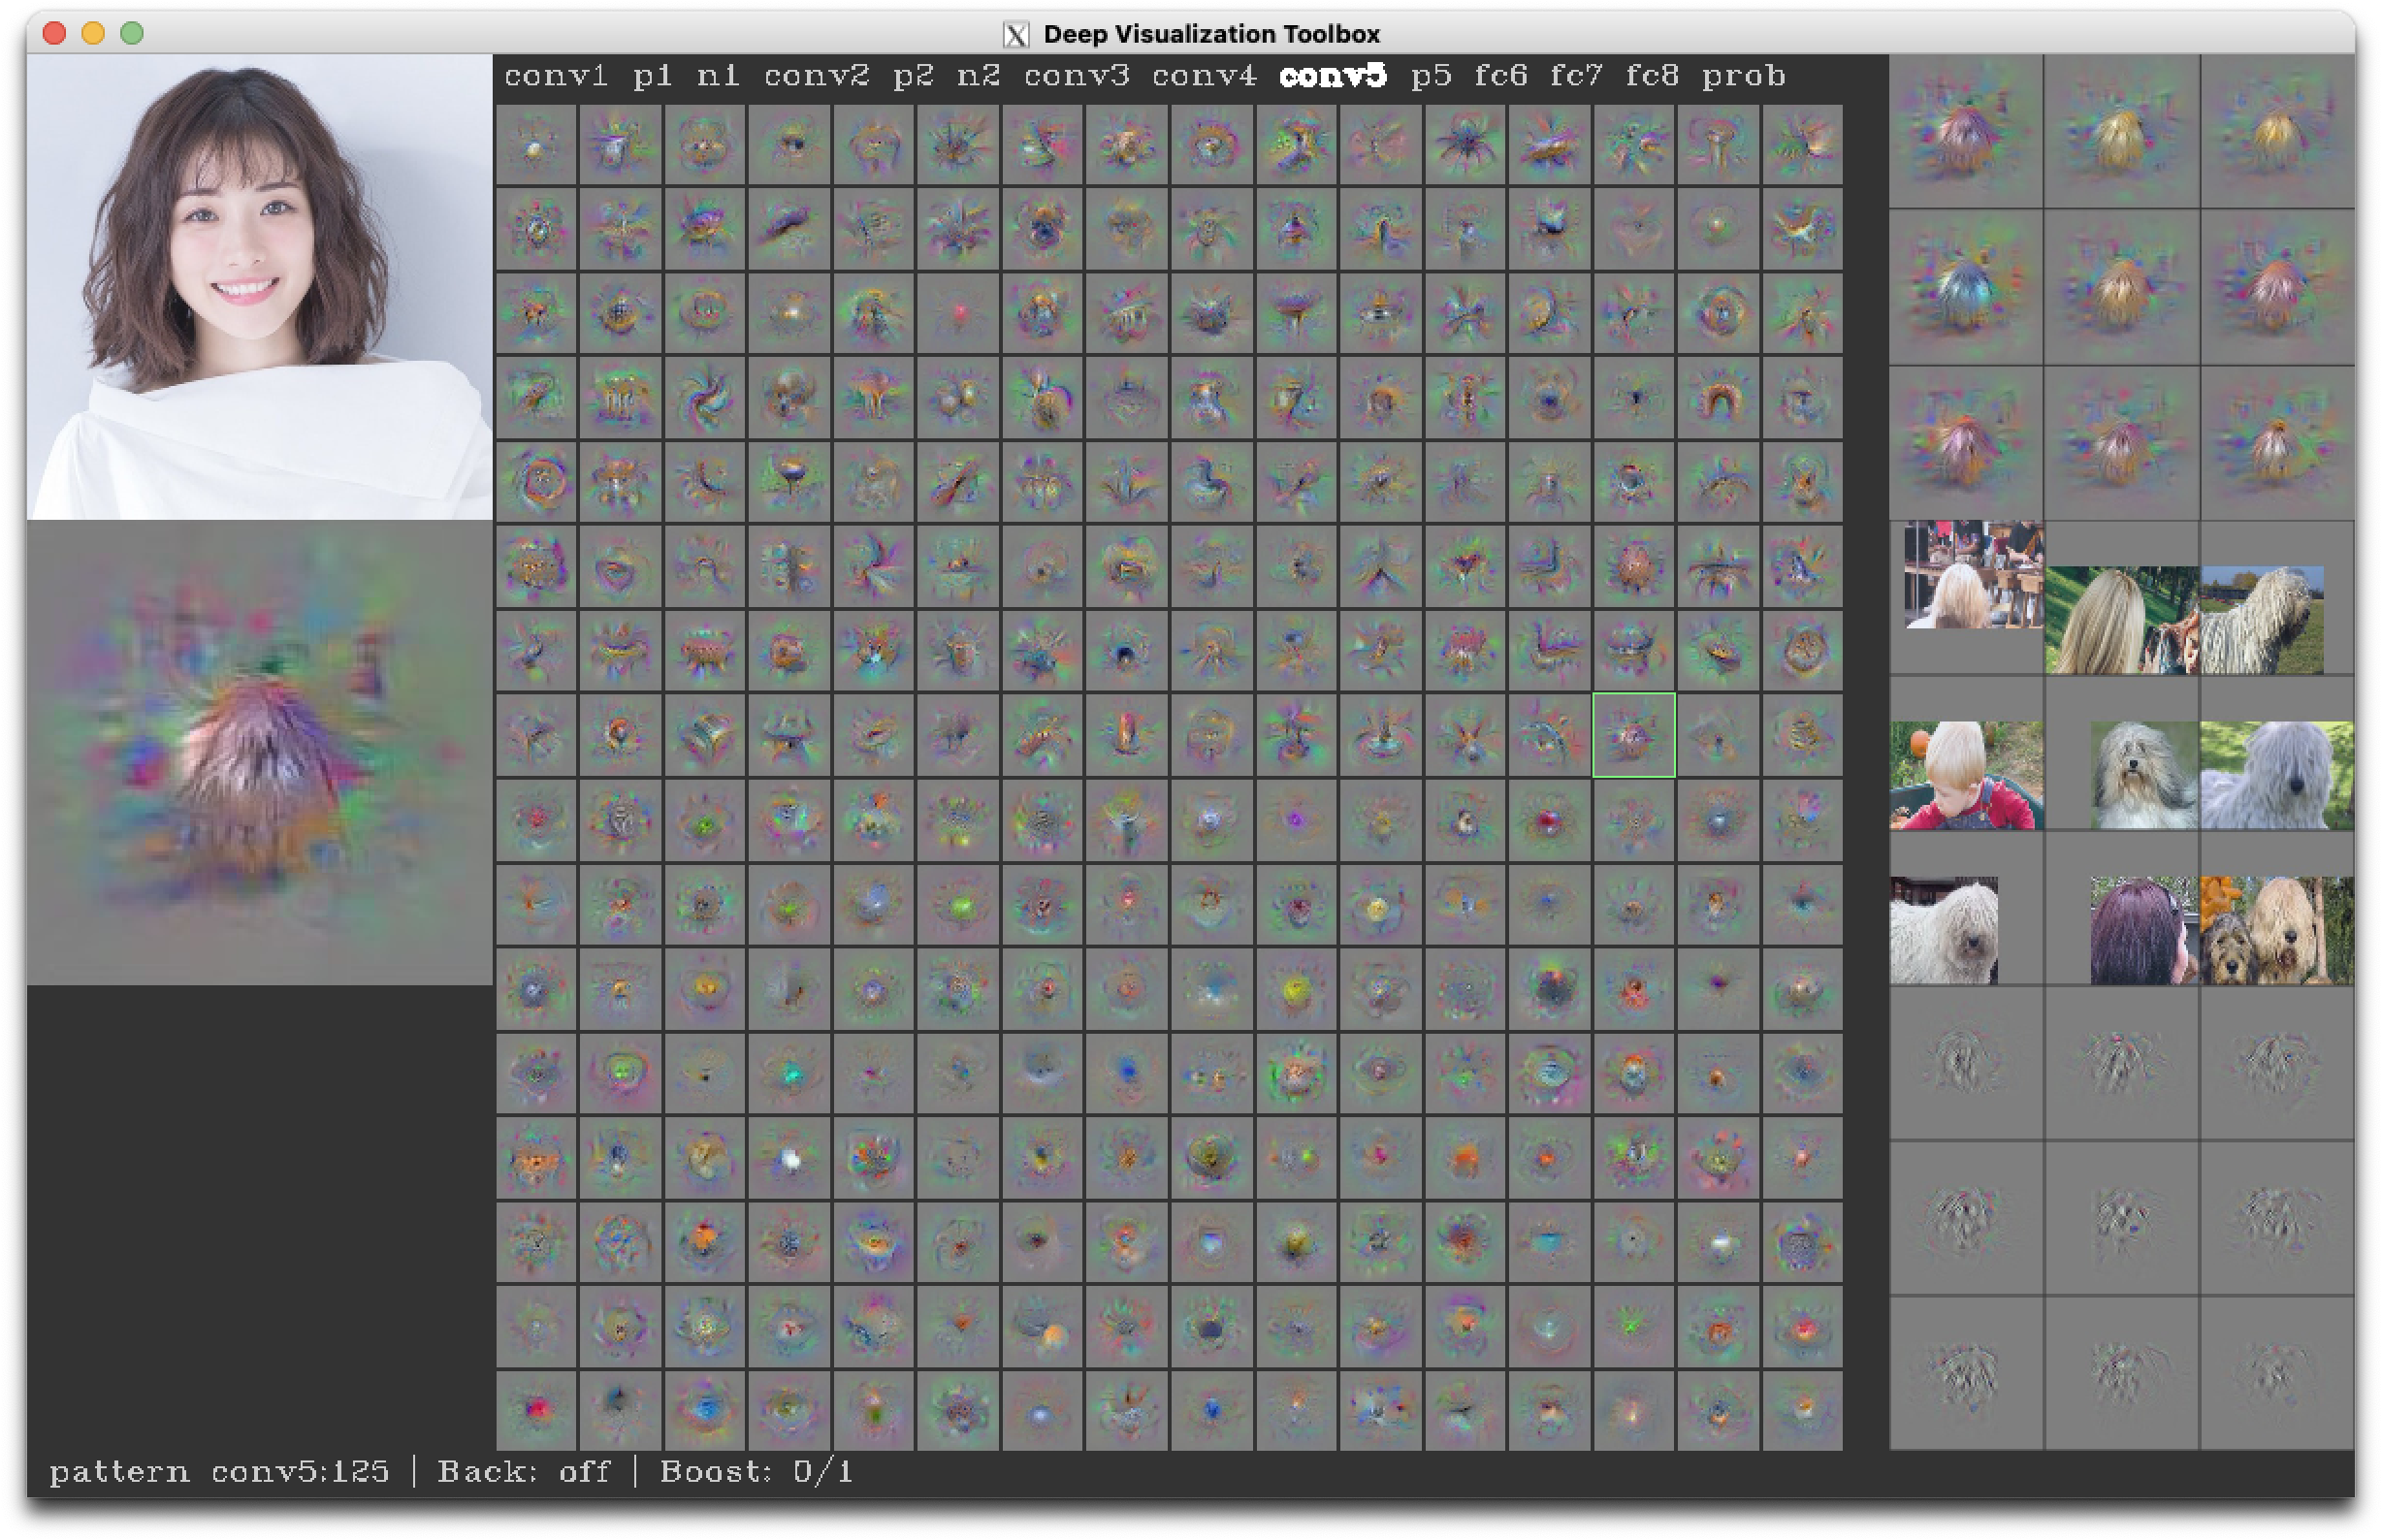 Deep Visualization Toolbox
conv1 p1 n1 conv2 p2 n2 conv3 conv4 conv5 p5 fc6 fc7 fc8 prob
pattern conv5:125 | Back: off | Boost: 0/1